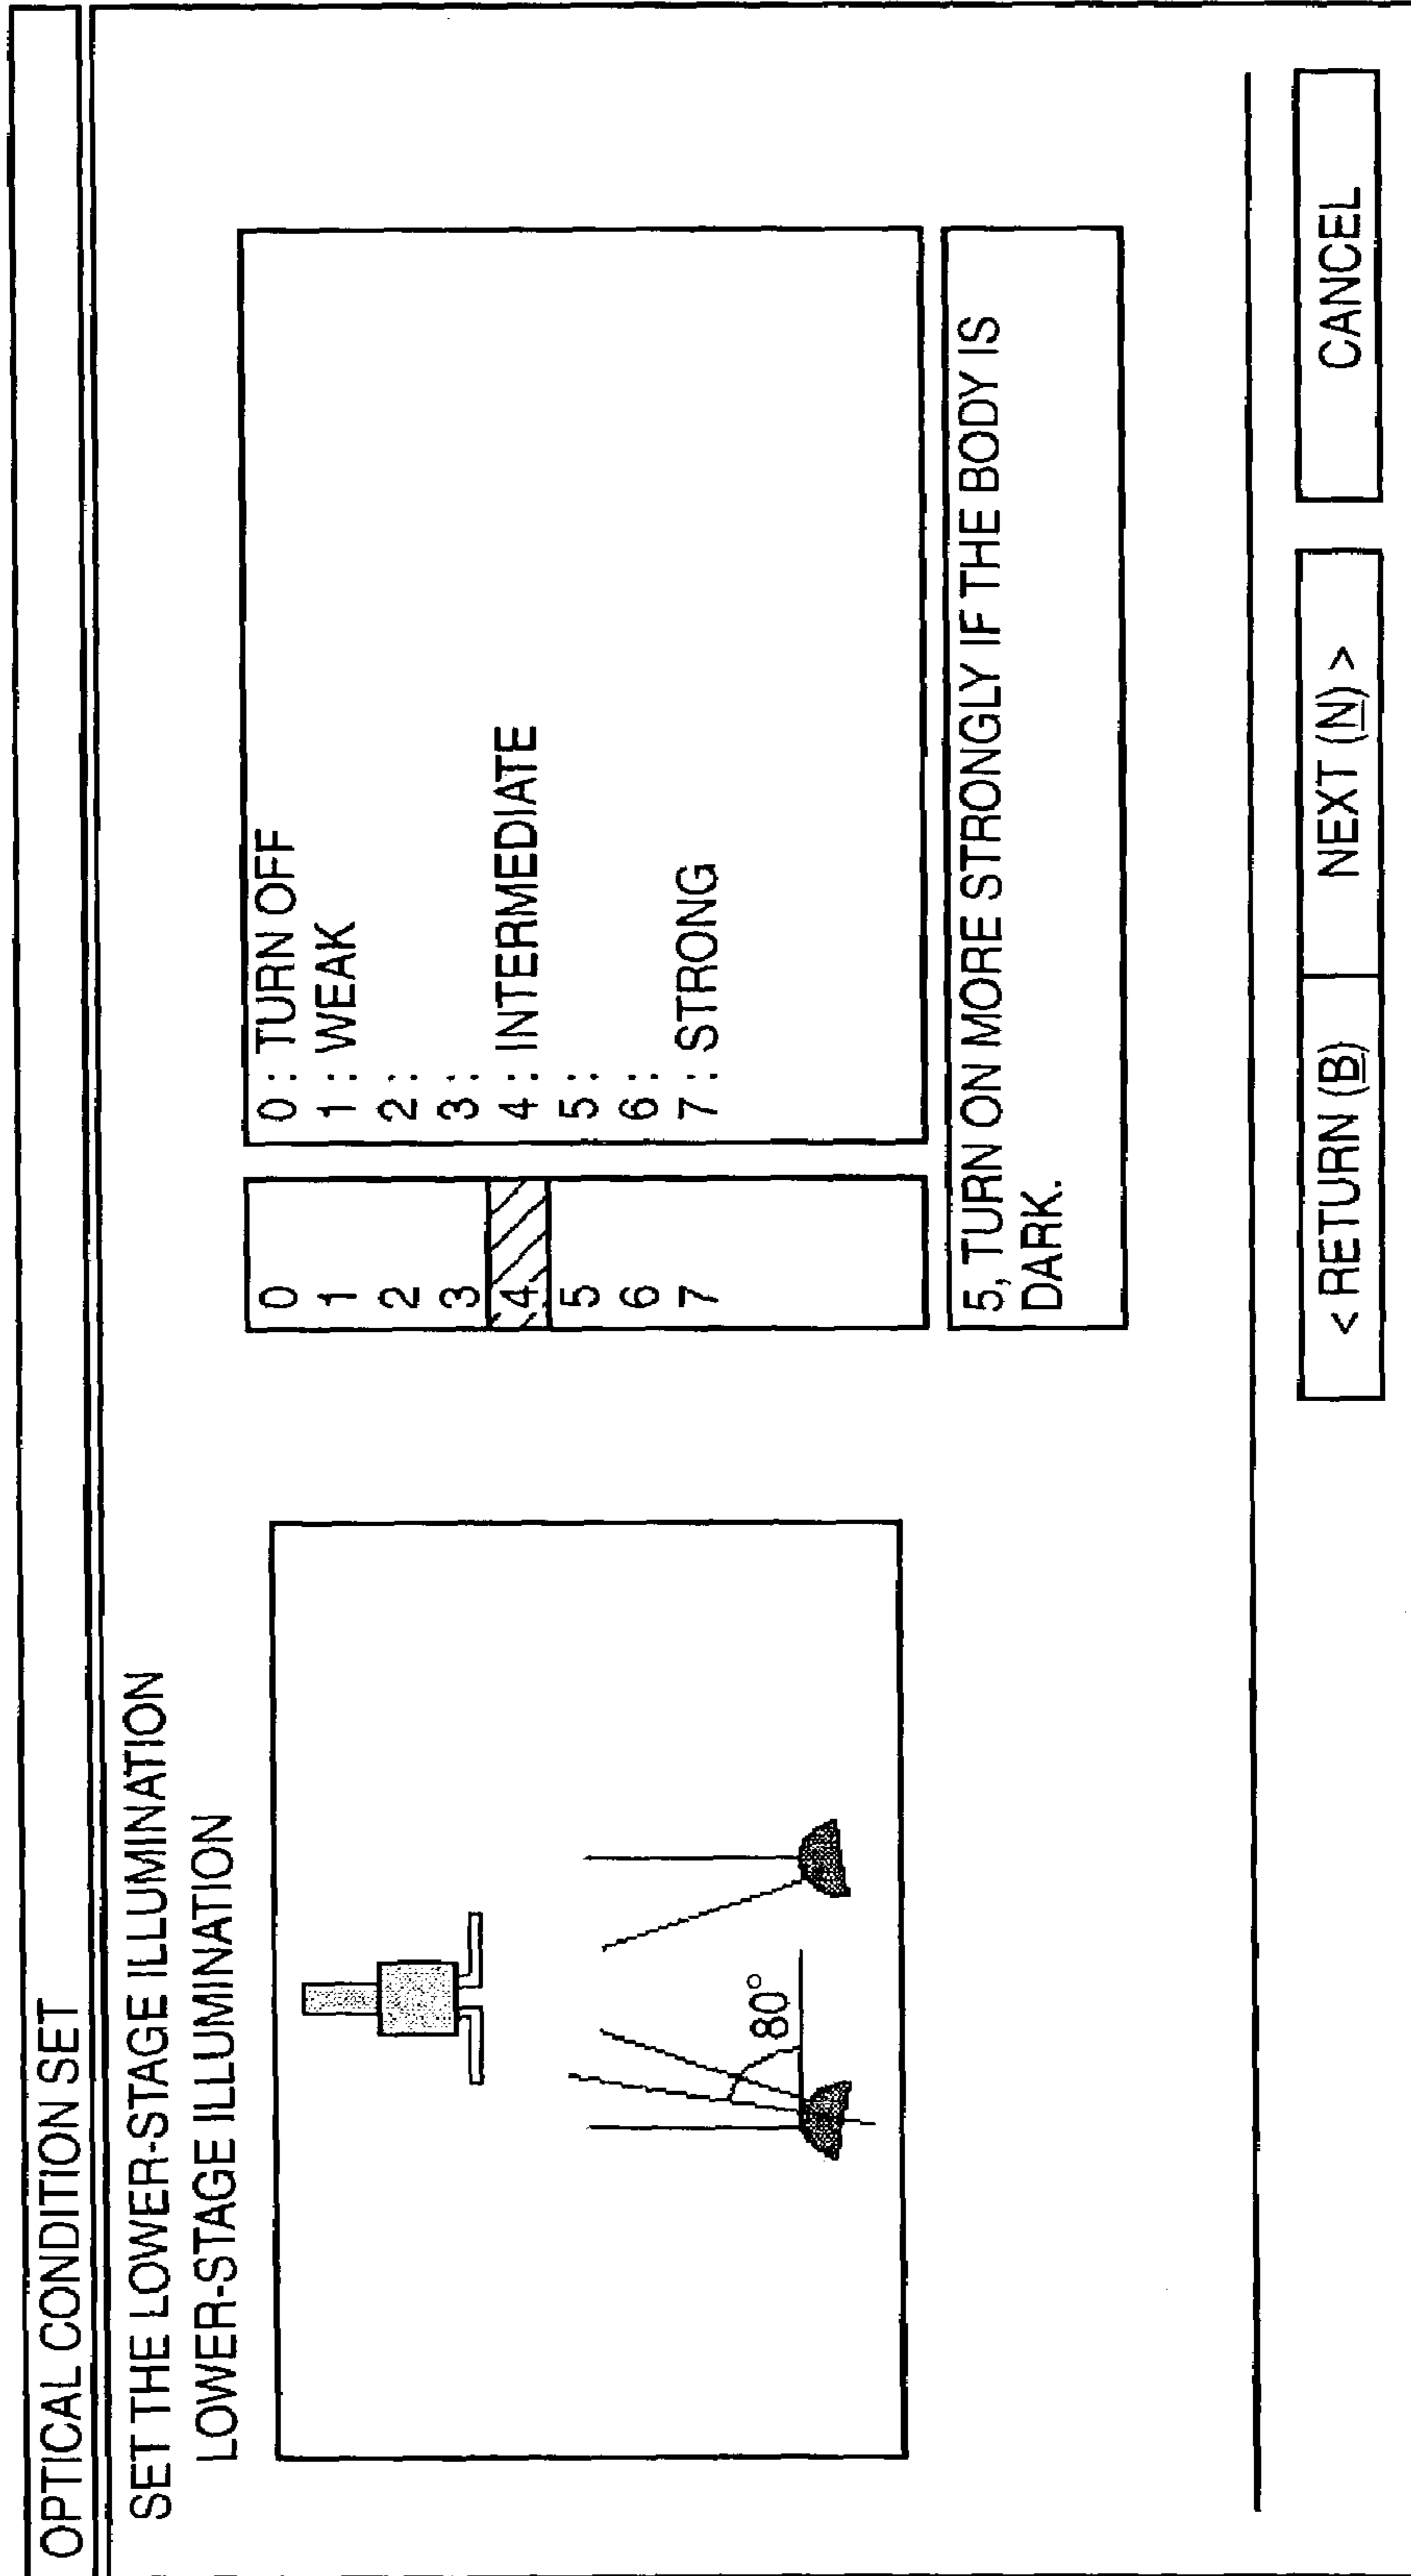 OPTICAL CONDITION SET
SET THE LOWER-STAGE ILLUMINATION
LOWER-STAGE ILLUMINATION
80°
0
1
2
3
4
5
6
7
0 : TURN OFF
1 : WEAK
2 :
3 :
4 : INTERMEDIATE
5 :
6 :
7 : STRONG
5, TURN ON MORE STRONGLY IF THE BODY IS
DARK.
< RETURN (B)
NEXT (N) >
CANCEL